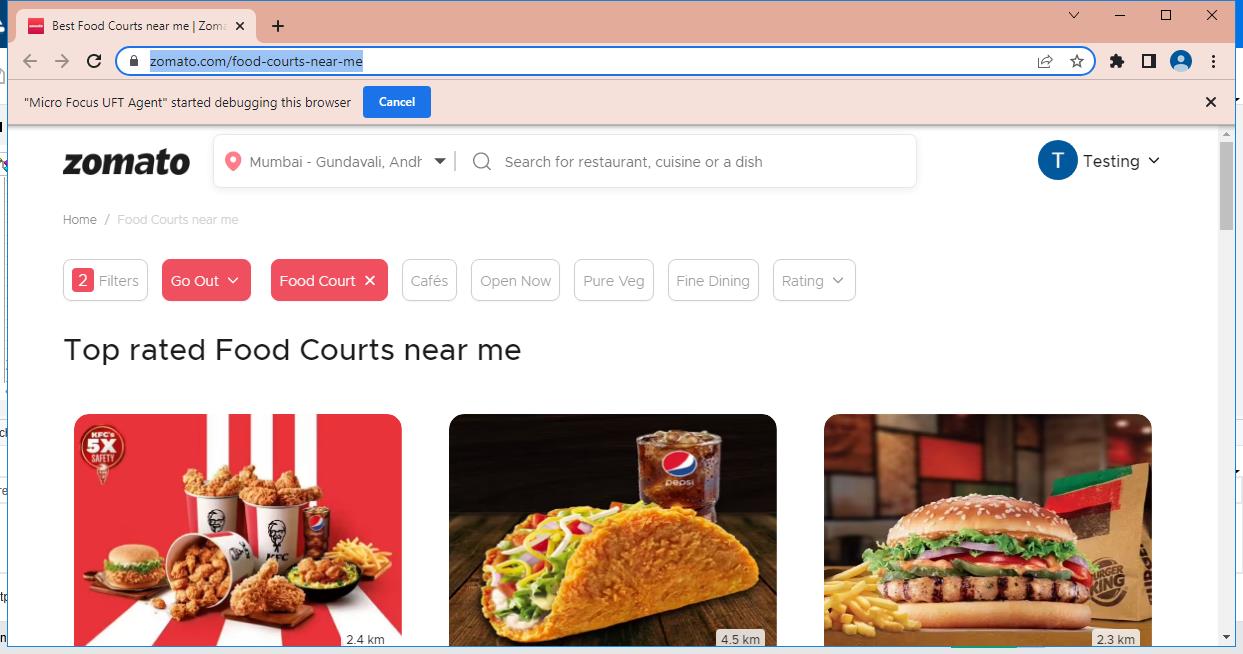 Best Food Courts near me | Zoma
zomato.com/food-courts-near-me
"Micro Focus UFT Agent" started debugging this browser
Cancel
zomato
Mumbai - Gundavali, Andh
Search for restaurant, cuisine or a dish
T Testing
Home / Food Courts near me
2 Filters
Go Out
Food Court
Cafés
Open Now
Pure Veg
Fine Dining
Rating
Top rated Food Courts near me
KFC's
5X
SAFETY
pepsi
KFC
BURGER
KING
2.4 km
4.5 km
2.3 km